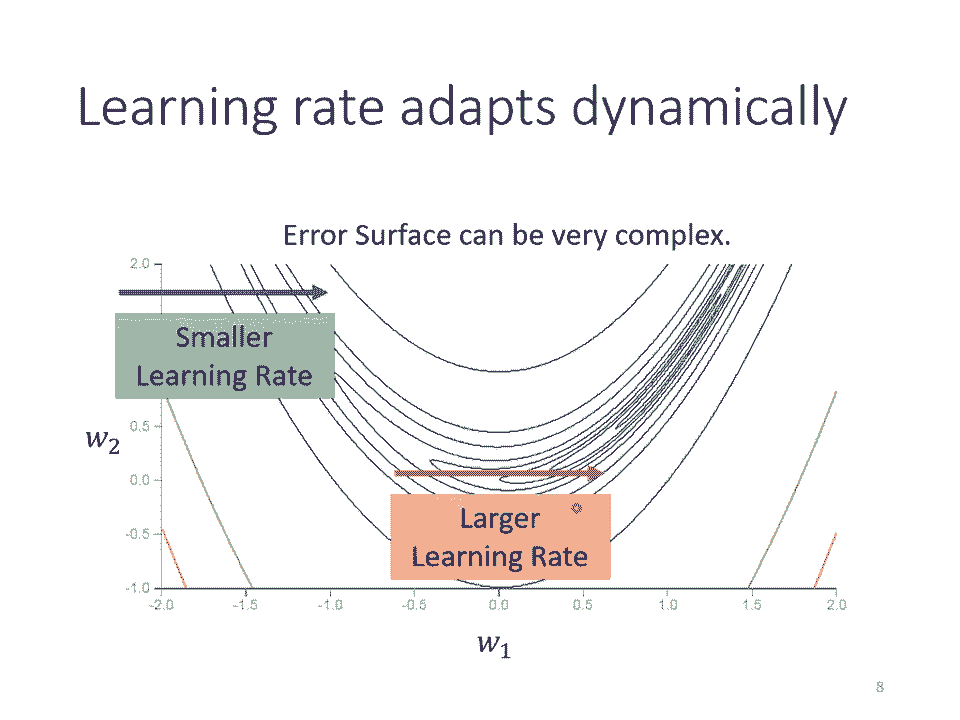 Learning rate adapts dynamically
Error Surface can be very complex.
2.0
Smaller
Learning Rate
w₂
0.5
0.0
-0.5
-1.0
Larger
Learning Rate
-2.0 -1.5 -1.0 -0.5 0.0 0.5 1.0 1.5 2.0
w₁
8